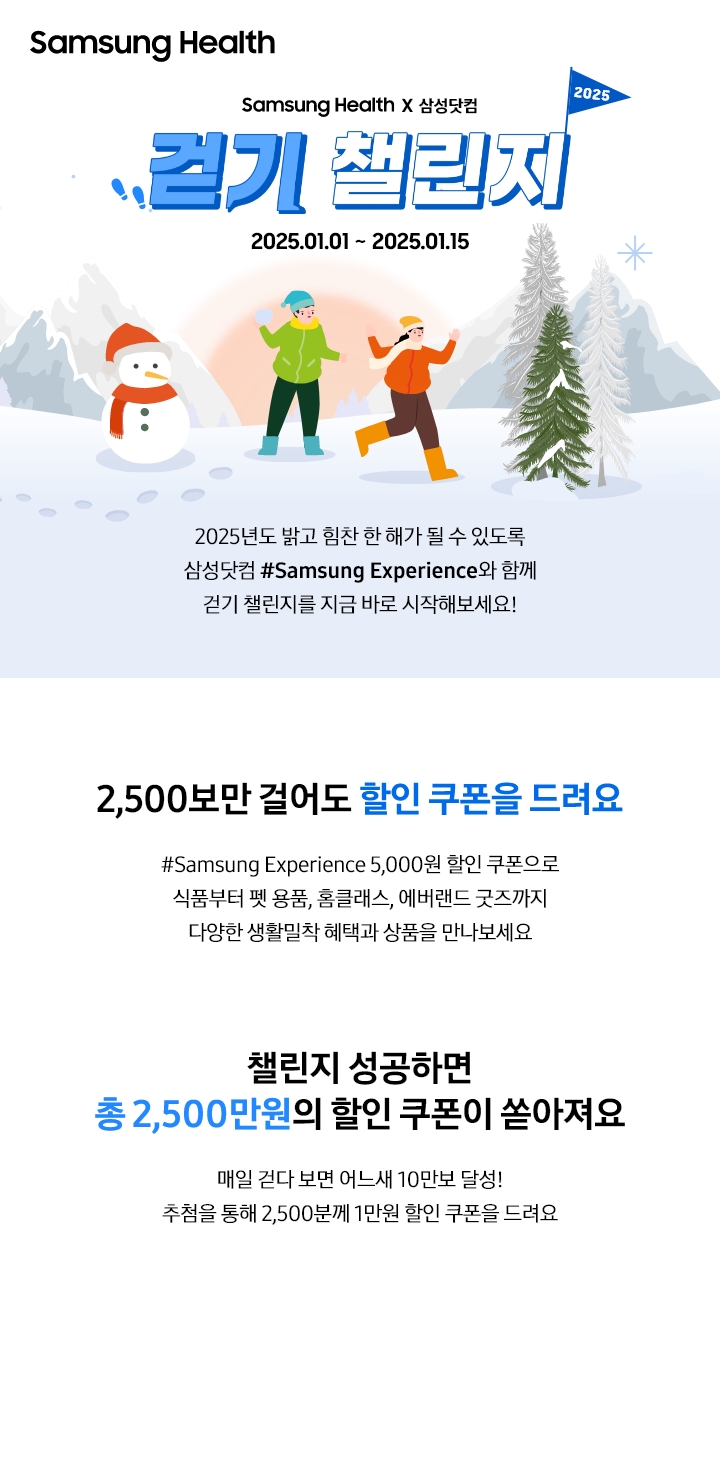 Samsung Health
Samsung Health X 삼성닷컴
2025
걷기 챌린지
2025.01.01 ~ 2025.01.15
2025년도 밝고 힘찬 한 해가 될 수 있도록
삼성닷컴 #Samsung Experience와 함께
걷기 챌린지를 지금 바로 시작해보세요!
2,500보만 걸어도 할인 쿠폰을 드려요
#Samsung Experience 5,000원 할인 쿠폰으로
식품부터 펫 용품, 홈클래스, 에버랜드 굿즈까지
다양한 생활밀착 혜택과 상품을 만나보세요
챌린지 성공하면
총 2,500만원의 할인 쿠폰이 쏟아져요
매일 걷다 보면 어느새 10만보 달성!
추첨을 통해 2,500분께 1만원 할인 쿠폰을 드려요